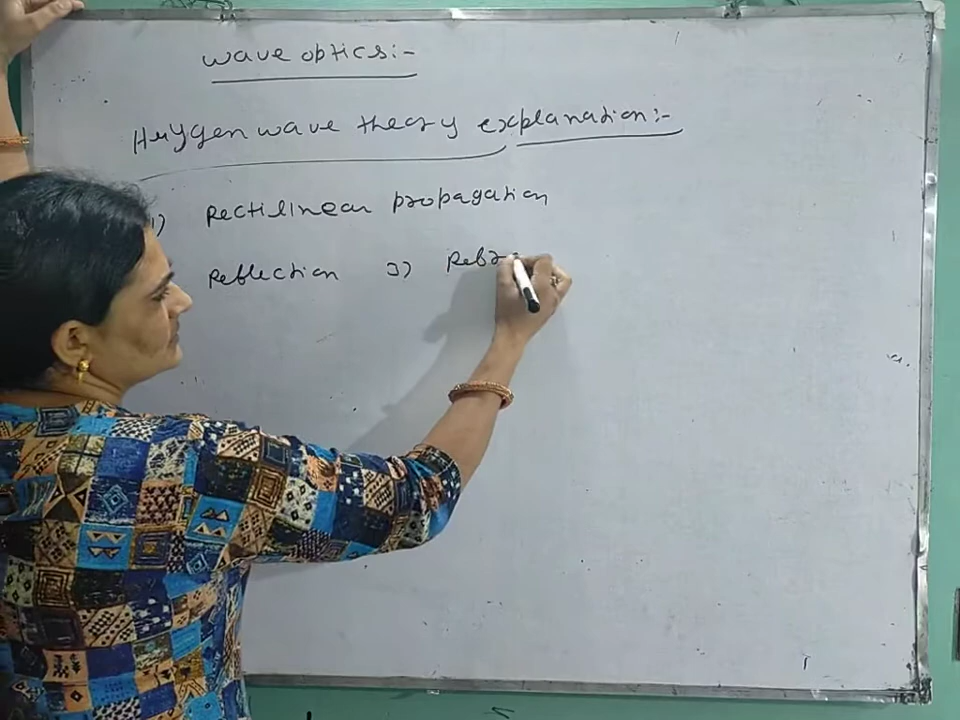 wave optics:-
Huygen wave theory explanation:-
1) Rectilinear propagation
Reflection 3) Refr